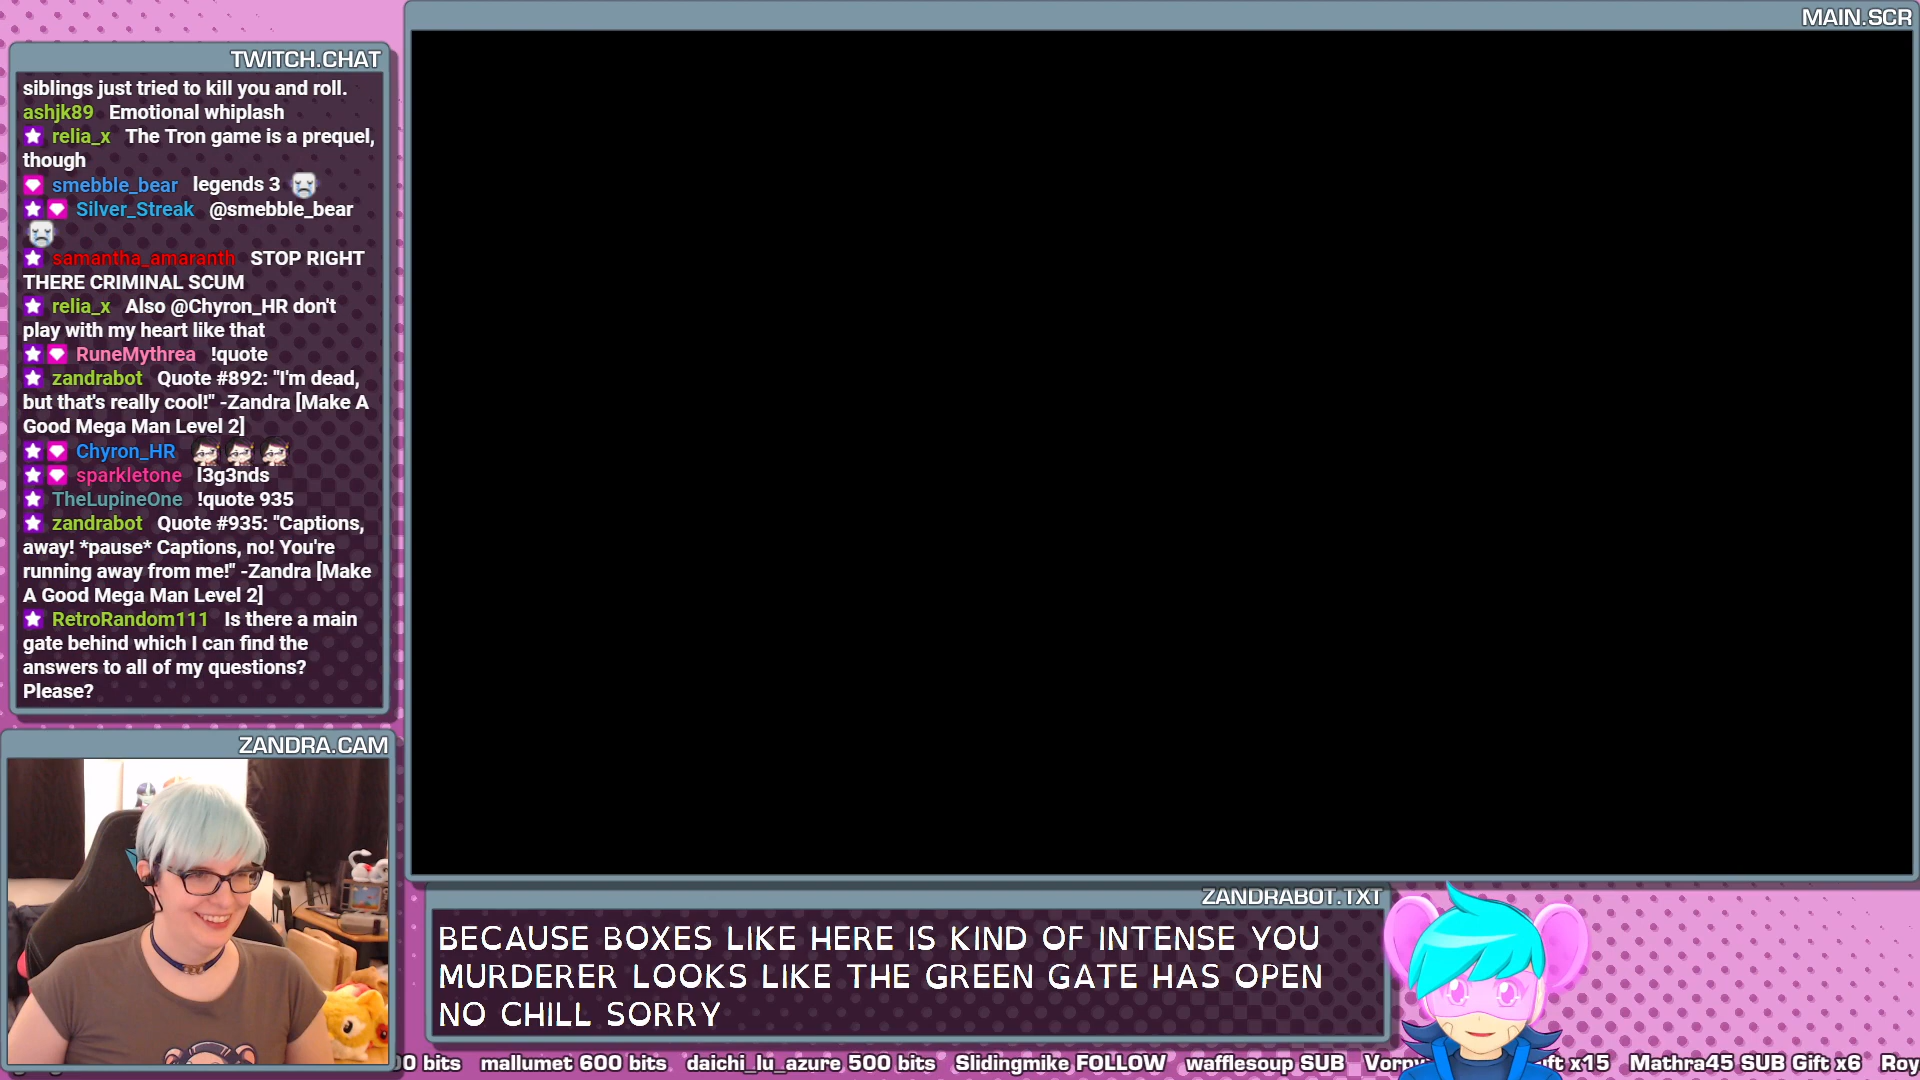 MAIN.SCR
TWITCH.CHAT
siblings just tried to kill you and roll.
ashjk89 Emotional whiplash
relia_x The Tron game is a prequel,
though
smebble_bear legends 3
Silver_Streak @smebble_bear
samantha_amaranth STOP RIGHT
THERE CRIMINAL SCUM
relia_x Also @Chyron_HR don't
play with my heart like that
RuneMythrea !quote
zandrabot Quote #892: "I'm dead,
but that's really cool!" -Zandra [Make A
Good Mega Man Level 2]
Chyron_HR
sparkletone l3g3nds
TheLupineOne !quote 935
zandrabot Quote #935: "Captions,
away! *pause* Captions, no! You're
running away from me!" -Zandra [Make
A Good Mega Man Level 2]
RetroRandom111 Is there a main
gate behind which I can find the
answers to all of my questions?
Please?
ZANDRA.CAM
ZANDRABOT.TXT
BECAUSE BOXES LIKE HERE IS KIND OF INTENSE YOU
MURDERER LOOKS LIKE THE GREEN GATE HAS OPEN
NO CHILL SORRY
bits mallumet 600 bits daichi_lu_azure 500 bits Slidingmike FOLLOW wafflesoup SUB x15 Mathra45 SUB Gift x6